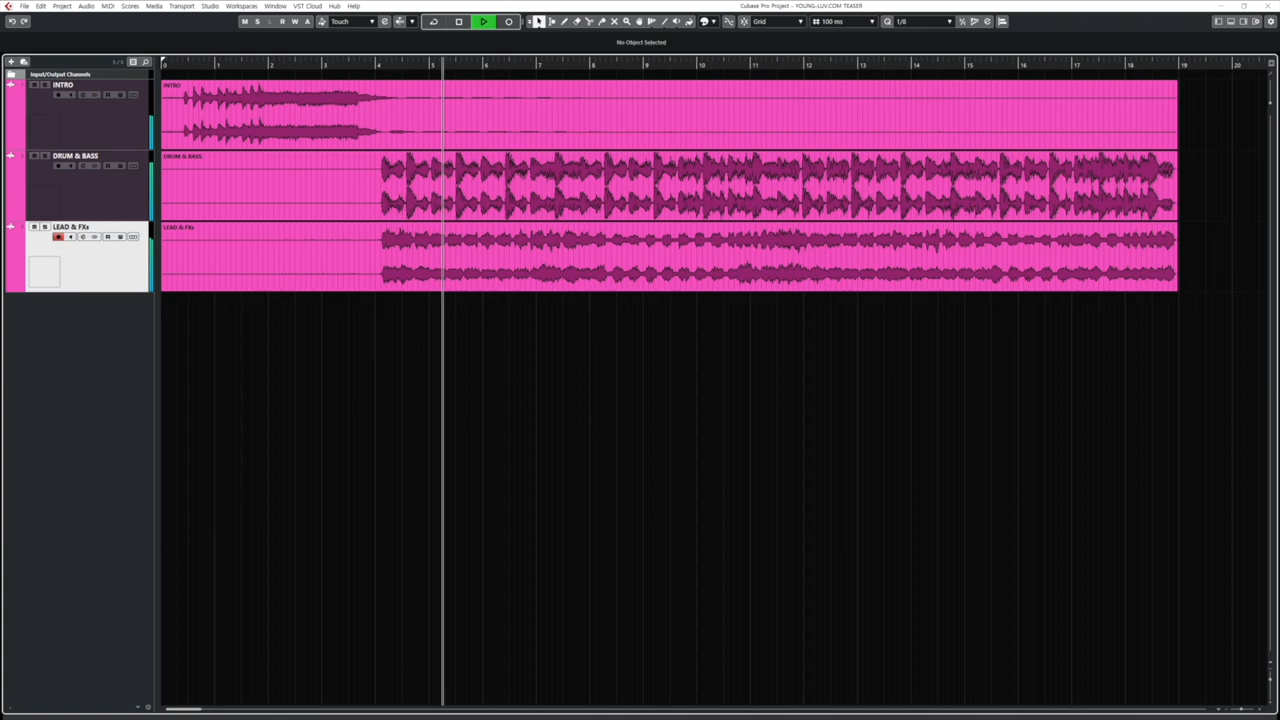 File Edit Project Audio MIDI Scores Media Transport Studio Workspaces Window VST Cloud Hub Help
Cubase Pro Project - YOUNG-LUV.COM TEASER
M S L R W A Touch Grid 100 ms Q 1/8
No Object Selected
Input/Output Channels
0 1 2 3 4 5 6 7 8 9 10 11 12 13 14 15 16 17 18 19 20
INTRO
INTRO
DRUM & BASS
DRUM & BASS
LEAD & FXs
LEAD & FXs